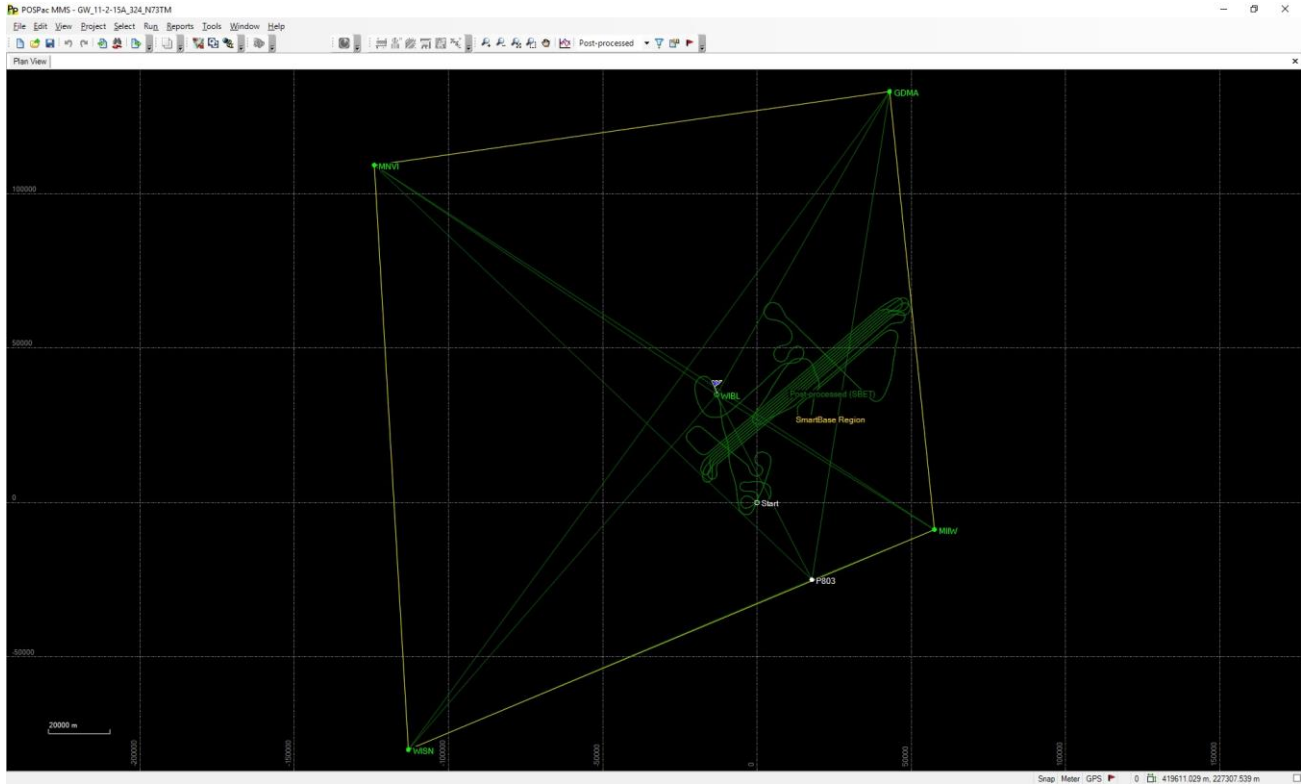 POSPac MMS - GW_11-2-15A_324_N73TM
File Edit View Project Select Run Reports Tools Window Help
Post-processed
Plan View
GDMA
MNVI
100000
50000
WIBL
Post-processed (SBET)
SmartBase Region
0
Start
MIIW
P803
-50000
20000 m
WISN
-200000
-150000
-100000
-50000
0
50000
100000
150000
Snap Meter GPS 0 419611.029 m, 227307.539 m